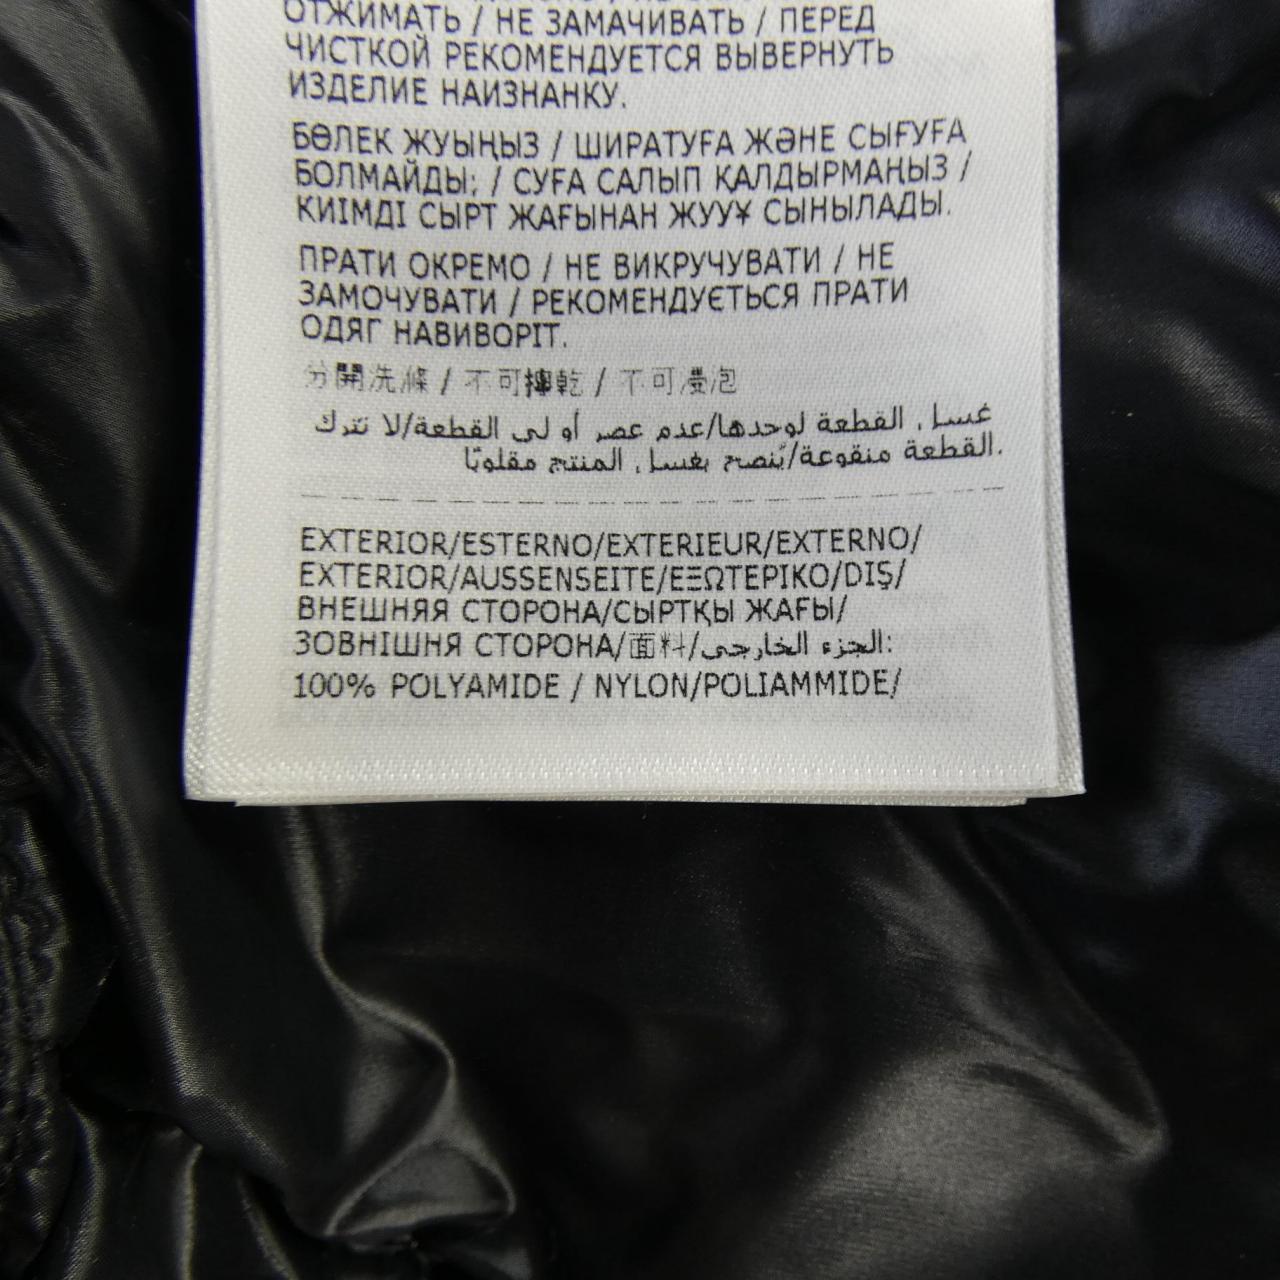 ОТЖИМАТЬ / НЕ ЗАМАЧИВАТЬ / ПЕРЕД
ЧИСТКОЙ РЕКОМЕНДУЕТСЯ ВЫВЕРНУТЬ
ИЗДЕЛИЕ НАИЗНАНКУ.
БӨЛЕК ЖУЫҢЫЗ / ШИРАТУҒА ЖӘНЕ СЫҒУҒА
БОЛМАЙДЫ; / СУҒА САЛЫП ҚАЛДЫРМАҢЫЗ /
КИІМДІ СЫРТ ЖАҒЫНАН ЖУУ¥ СЫНЫЛАДЫ.
ПРАТИ ОКРЕМО / НЕ ВИКРУЧУВАТИ / НЕ
ЗАМОЧУВАТИ / РЕКОМЕНДУЄТЬСЯ ПРАТИ
ОДЯГ НАВИВОРІТ.
分開洗滌 / 不可擰乾 / 不可浸泡
غسل القطعة لوحدها/عدم عصر أو لي القطعة/لا تترك
القطعة منقوعة/يُنصح بغسل المنتج مقلوبًا.
EXTERIOR/ESTERNO/EXTERIEUR/EXTERNO/
EXTERIOR/AUSSENSEITE/ΕΞΩΤΕΡΙΚΟ/DIŞ/
ВНЕШНЯЯ СТОРОНА/СЫРТҚЫ ЖАҒЫ/
ЗОВНІШНЯ СТОРОНА/面料/الجزء الخارجي:
100% POLYAMIDE / NYLON/POLIAMMIDE/